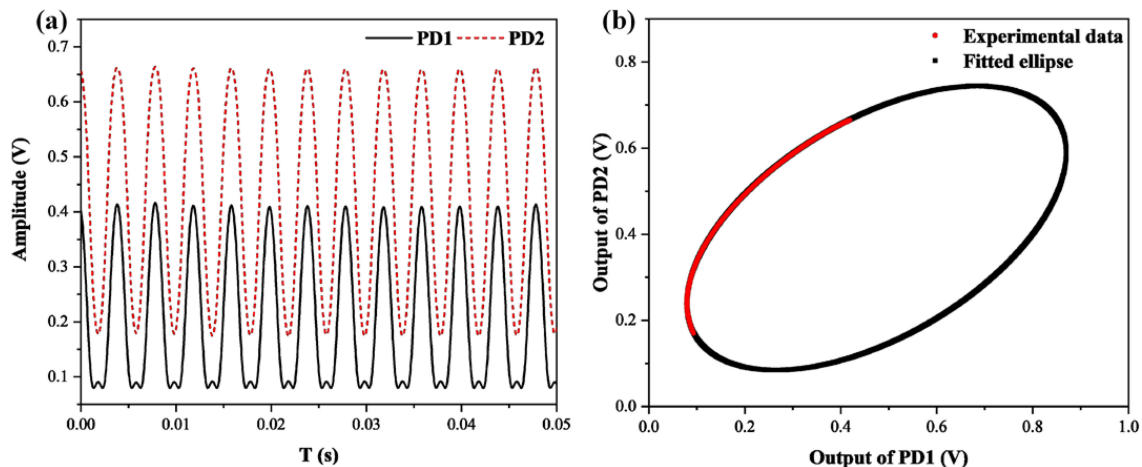 (a)
PD1 PD2
0.7
0.6
0.5
0.4
0.3
0.2
0.1
Amplitude (V)
0.00 0.01 0.02 0.03 0.04 0.05
T (s)
(b)
Experimental data
Fitted ellipse
0.8
0.6
0.4
0.2
0.0
Output of PD2 (V)
0.0 0.2 0.4 0.6 0.8 1.0
Output of PD1 (V)